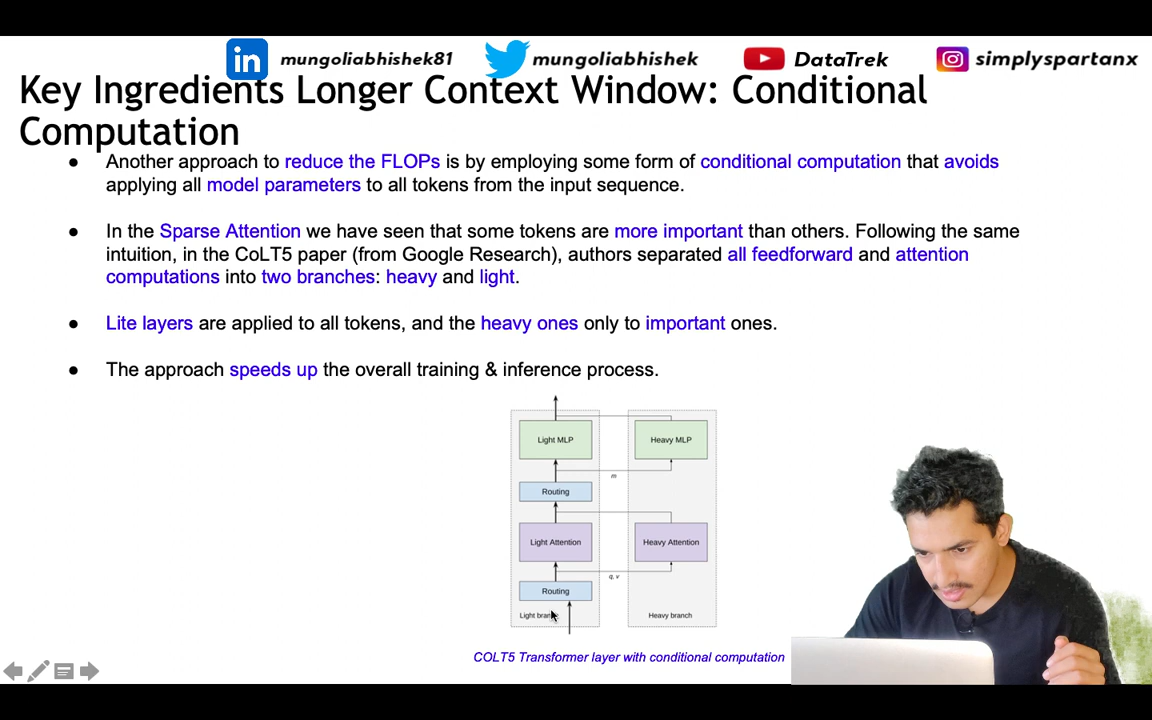 in mungoliabhishek81 mungoliabhishek DataTrek simplyspartanx
Key Ingredients Longer Context Window: Conditional
Computation
● Another approach to reduce the FLOPs is by employing some form of conditional computation that avoids
applying all model parameters to all tokens from the input sequence.
● In the Sparse Attention we have seen that some tokens are more important than others. Following the same
intuition, in the CoLT5 paper (from Google Research), authors separated all feedforward and attention
computations into two branches: heavy and light.
● Lite layers are applied to all tokens, and the heavy ones only to important ones.
● The approach speeds up the overall training & inference process.
Light MLP Heavy MLP
m
Routing
Light Attention Heavy Attention
q, v
Routing
Light Heavy branch
COLT5 Transformer layer with conditional computation